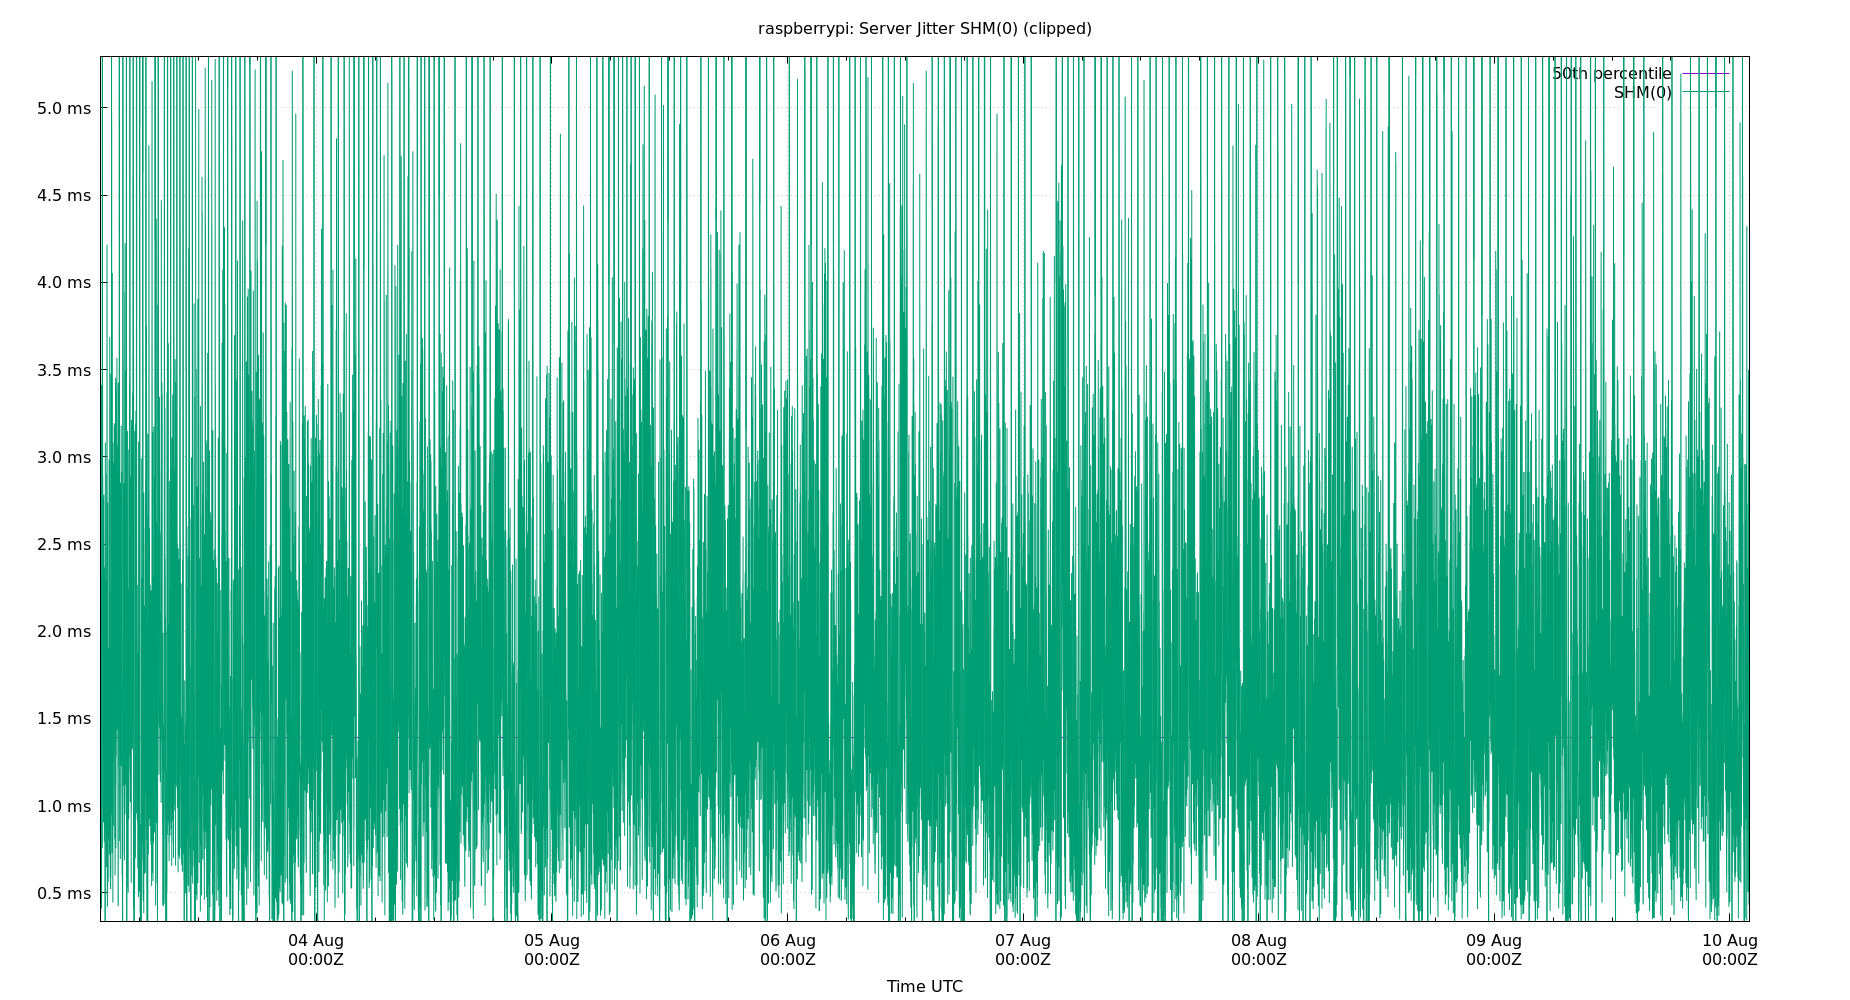 raspberrypi: Server Jitter SHM(0) (clipped)
50th percentile
SHM(0)
5.0 ms
4.5 ms
4.0 ms
3.5 ms
3.0 ms
2.5 ms
2.0 ms
1.5 ms
1.0 ms
0.5 ms
04 Aug 05 Aug 06 Aug 07 Aug 08 Aug 09 Aug 10 Aug
00:00Z 00:00Z 00:00Z 00:00Z 00:00Z 00:00Z 00:00Z
Time UTC